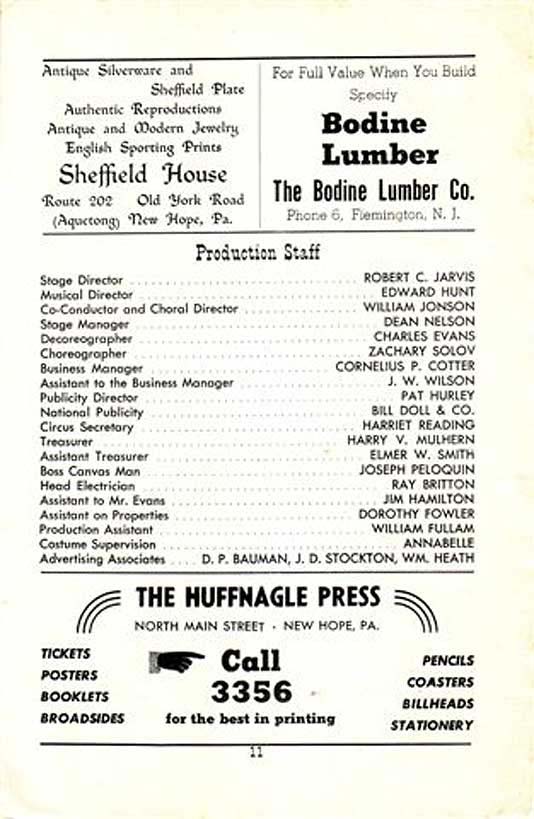 Antique Silverware and
Sheffield Plate
Authentic Reproductions
Antique and Modern Jewelry
English Sporting Prints
Sheffield House
Route 202 Old York Road
(Aquetong) New Hope, Pa.
For Full Value When You Build
Specify
Bodine
Lumber
The Bodine Lumber Co.
Phone 6, Flemington, N. J.
Production Staff
Stage Director ROBERT C. JARVIS
Musical Director EDWARD HUNT
Co-Conductor and Choral Director WILLIAM JONSON
Stage Manager DEAN NELSON
Decoreographer CHARLES EVANS
Choreographer ZACHARY SOLOV
Business Manager CORNELIUS P. COTTER
Assistant to the Business Manager J. W. WILSON
Publicity Director PAT HURLEY
National Publicity BILL DOLL & CO.
Circus Secretary HARRIET READING
Treasurer HARRY V. MULHERN
Assistant Treasurer ELMER W. SMITH
Boss Canvas Man JOSEPH PELOQUIN
Head Electrician RAY BRITTON
Assistant to Mr. Evans JIM HAMILTON
Assistant on Properties DOROTHY FOWLER
Production Assistant WILLIAM FULLAM
Costume Supervision ANNABELLE
Advertising Associates D. P. BAUMAN, J. D. STOCKTON, WM. HEATH
THE HUFFNAGLE PRESS
NORTH MAIN STREET · NEW HOPE, PA.
TICKETS
POSTERS
BOOKLETS
BROADSIDES
Call
3356
for the best in printing
PENCILS
COASTERS
BILLHEADS
STATIONERY
11